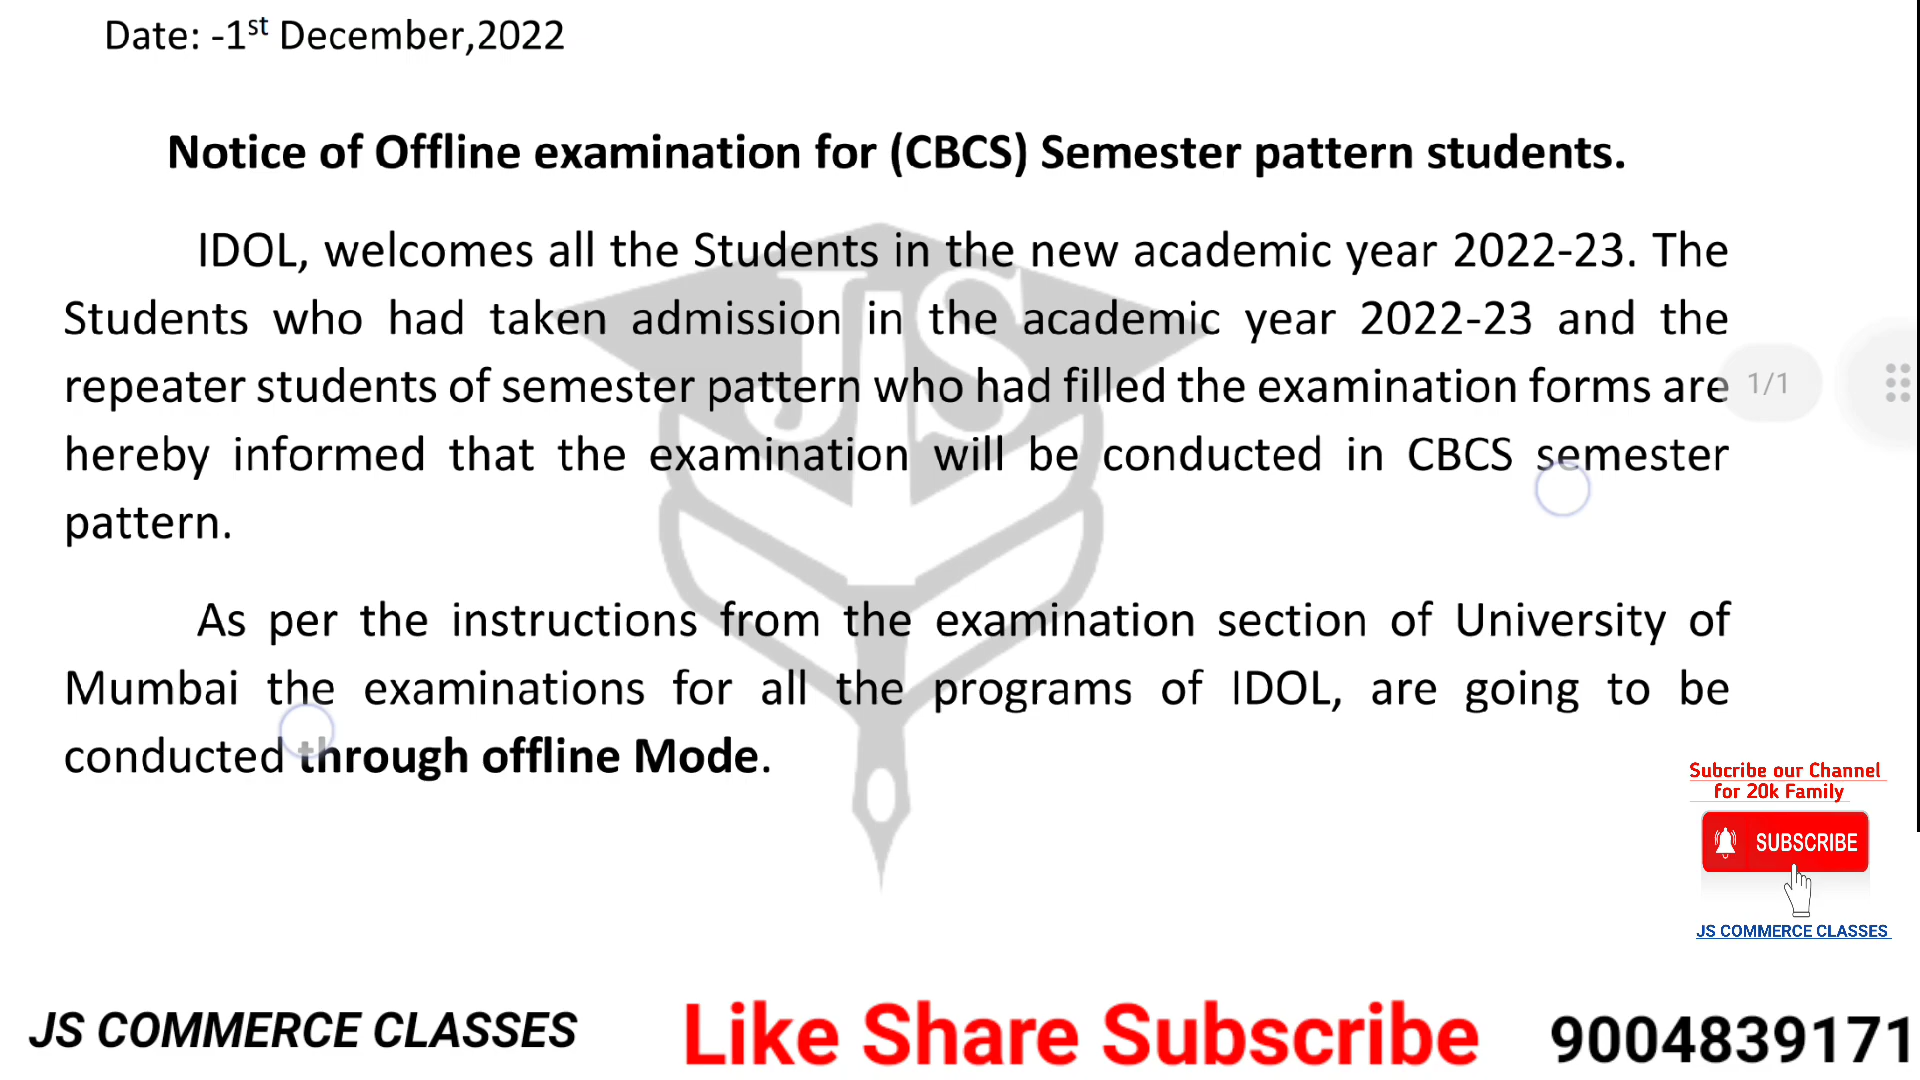 Date: -1st December,2022
Notice of Offline examination for (CBCS) Semester pattern students.
IDOL, welcomes all the Students in the new academic year 2022-23. The
Students who had taken admission in the academic year 2022-23 and the
repeater students of semester pattern who had filled the examination forms are
hereby informed that the examination will be conducted in CBCS semester
pattern.
As per the instructions from the examination section of University of
Mumbai the examinations for all the programs of IDOL, are going to be
conducted through offline Mode.
JS
1/1
Subcribe our Channel
for 20k Family
SUBSCRIBE
JS COMMERCE CLASSES
JS COMMERCE CLASSES
Like Share Subscribe
9004839171